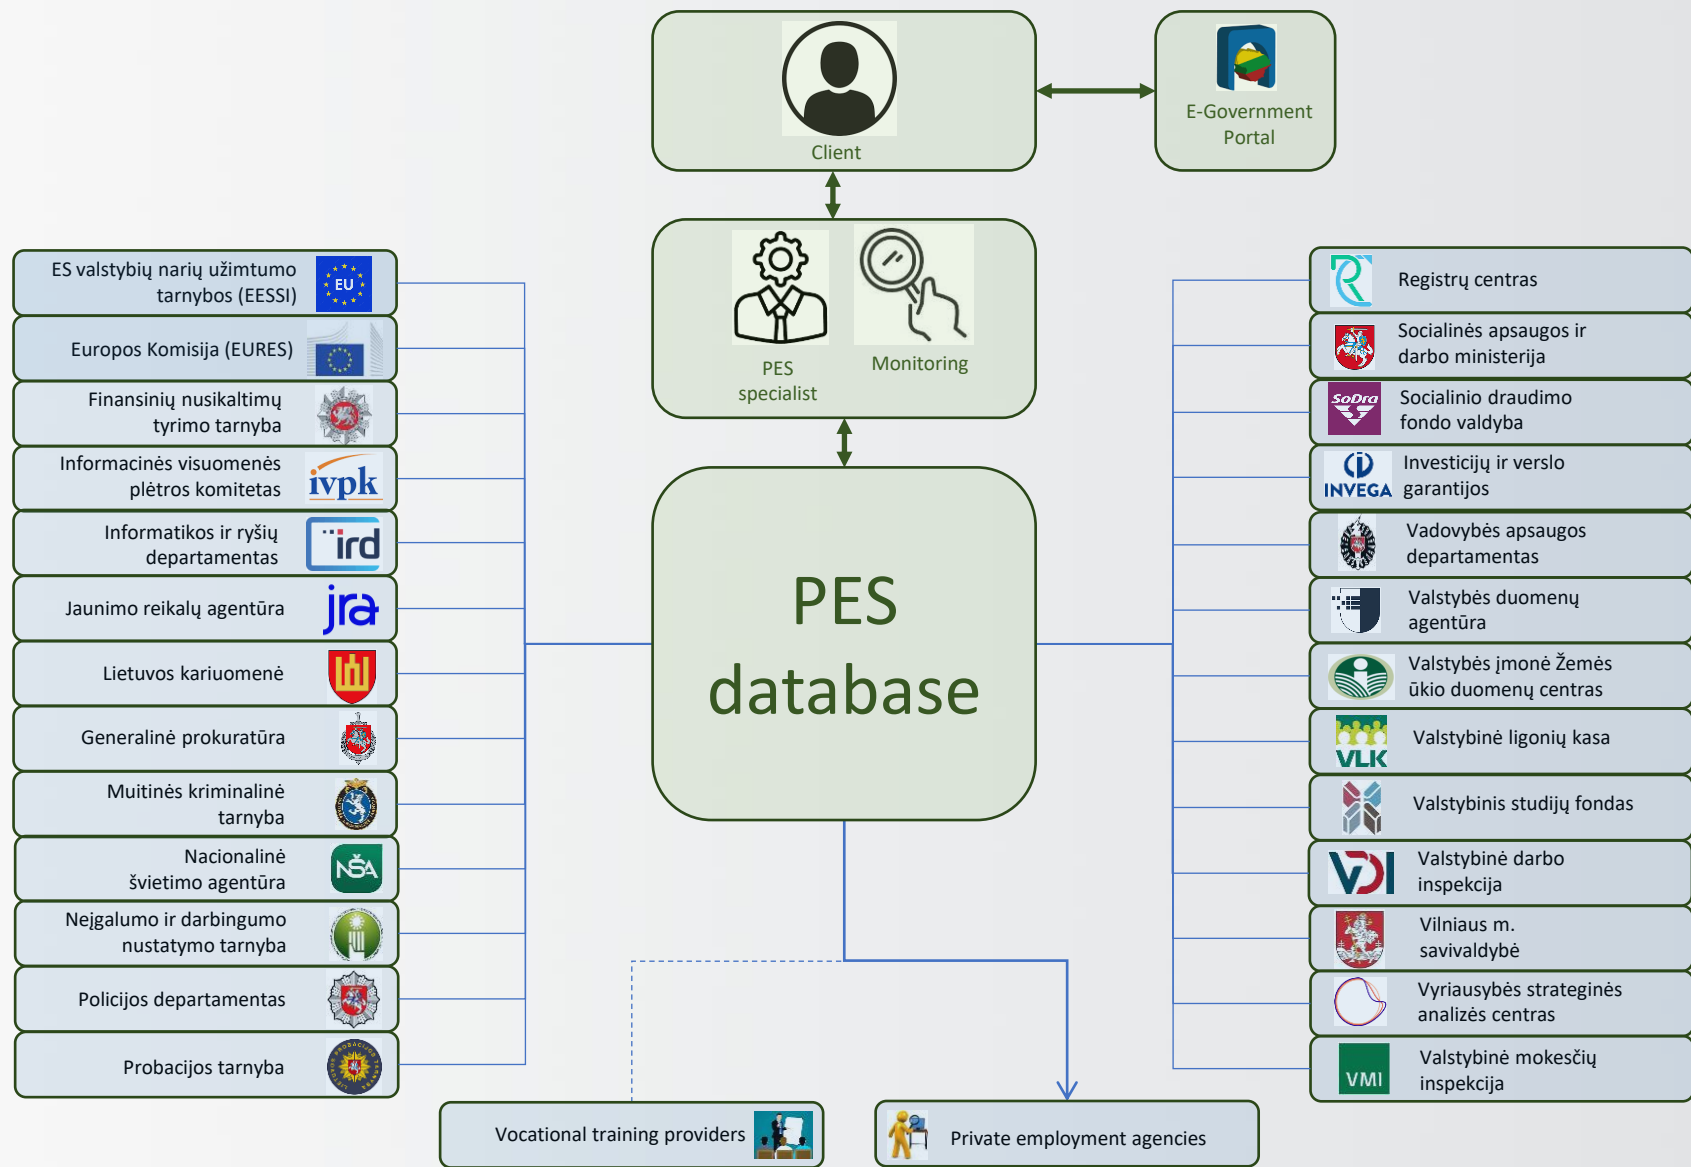 Client
E-Government
Portal
PES
specialist
Monitoring
PES
database
ES valstybių narių užimtumo
tarnybos (EESSI)
EU
Europos Komisija (EURES)
Finansinių nusikaltimų
tyrimo tarnyba
Informacinės visuomenės
plėtros komitetas
ivpk
Informatikos ir ryšių
departamentas
ird
Jaunimo reikalų agentūra
jra
Lietuvos kariuomenė
Generalinė prokuratūra
Muitinės kriminalinė
tarnyba
Nacionalinė
švietimo agentūra
NŠA
Neįgalumo ir darbingumo
nustatymo tarnyba
Policijos departamentas
Probacijos tarnyba
Registrų centras
Socialinės apsaugos ir
darbo ministerija
SoDra
Socialinio draudimo
fondo valdyba
INVEGA
Investicijų ir verslo
garantijos
Vadovybės apsaugos
departamentas
Valstybės duomenų
agentūra
Valstybės įmonė Žemės
ūkio duomenų centras
VLK
Valstybinė ligonių kasa
Valstybinis studijų fondas
VDI
Valstybinė darbo
inspekcija
Vilniaus m.
savivaldybė
Vyriausybės strateginės
analizės centras
VMI
Valstybinė mokesčių
inspekcija
Vocational training providers
Private employment agencies